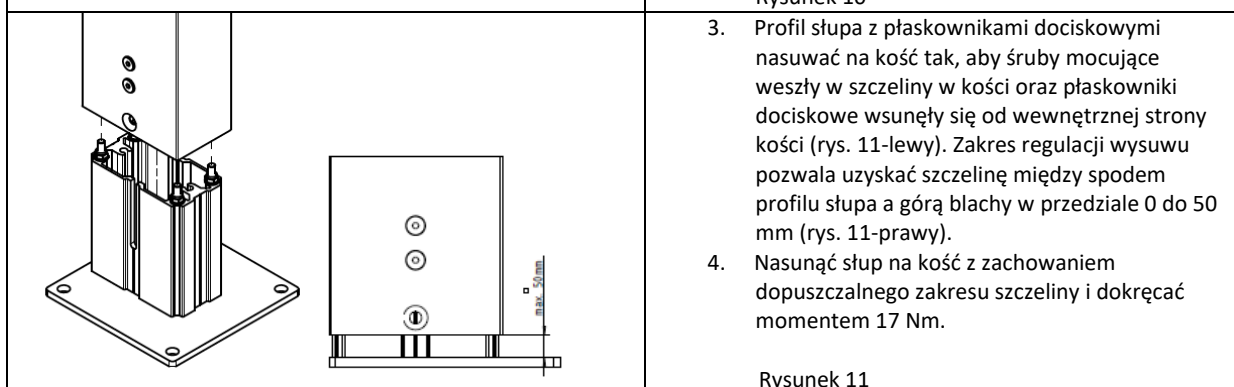 Rysunek 10
3. Profil słupa z płaskownikami dociskowymi
nasuwać na kość tak, aby śruby mocujące
weszły w szczeliny w kości oraz płaskowniki
dociskowe wsunęły się od wewnętrznej strony
kości (rys. 11-lewy). Zakres regulacji wysuwu
pozwala uzyskać szczelinę między spodem
profilu słupa a górą blachy w przedziale 0 do 50
mm (rys. 11-prawy).
4. Nasunąć słup na kość z zachowaniem
dopuszczalnego zakresu szczeliny i dokręcać
momentem 17 Nm.
Rysunek 11
max. 50mm